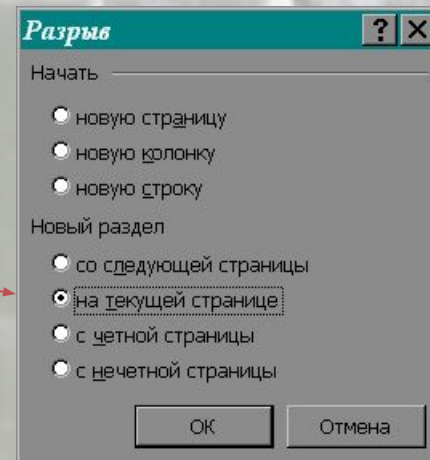 Разрыв
Начать
новую страницу
новую колонку
новую строку
Новый раздел
со следующей страницы
на текущей странице
с четной страницы
с нечетной страницы
ОК
Отмена